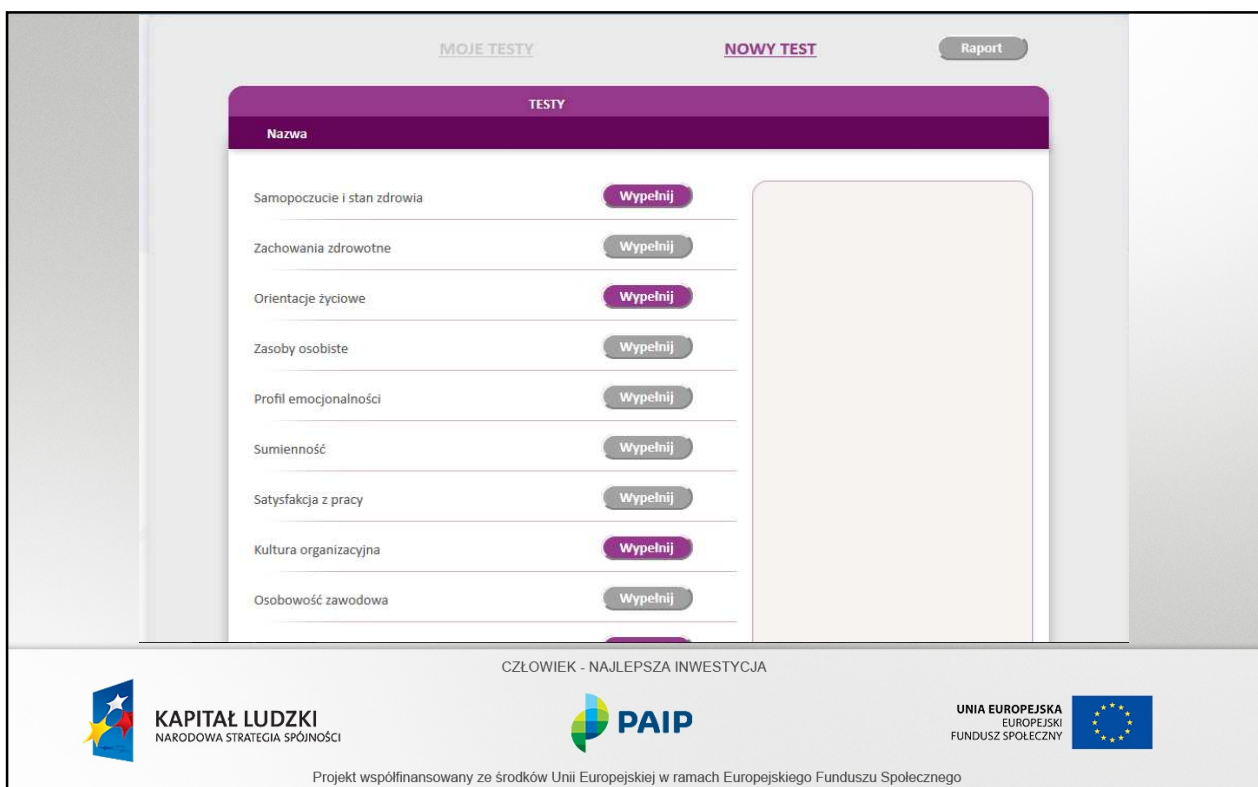 MOJE TESTY NOWY TEST Raport
TESTY
Nazwa
Samopoczucie i stan zdrowia Wypełnij
Zachowania zdrowotne Wypełnij
Orientacje życiowe Wypełnij
Zasoby osobiste Wypełnij
Profil emocjonalności Wypełnij
Sumienność Wypełnij
Satysfakcja z pracy Wypełnij
Kultura organizacyjna Wypełnij
Osobowość zawodowa Wypełnij
CZŁOWIEK - NAJLEPSZA INWESTYCJA
KAPITAŁ LUDZKI
NARODOWA STRATEGIA SPÓJNOŚCI
PAIP
UNIA EUROPEJSKA
EUROPEJSKI
FUNDUSZ SPOŁECZNY
Projekt współfinansowany ze środków Unii Europejskiej w ramach Europejskiego Funduszu Społecznego